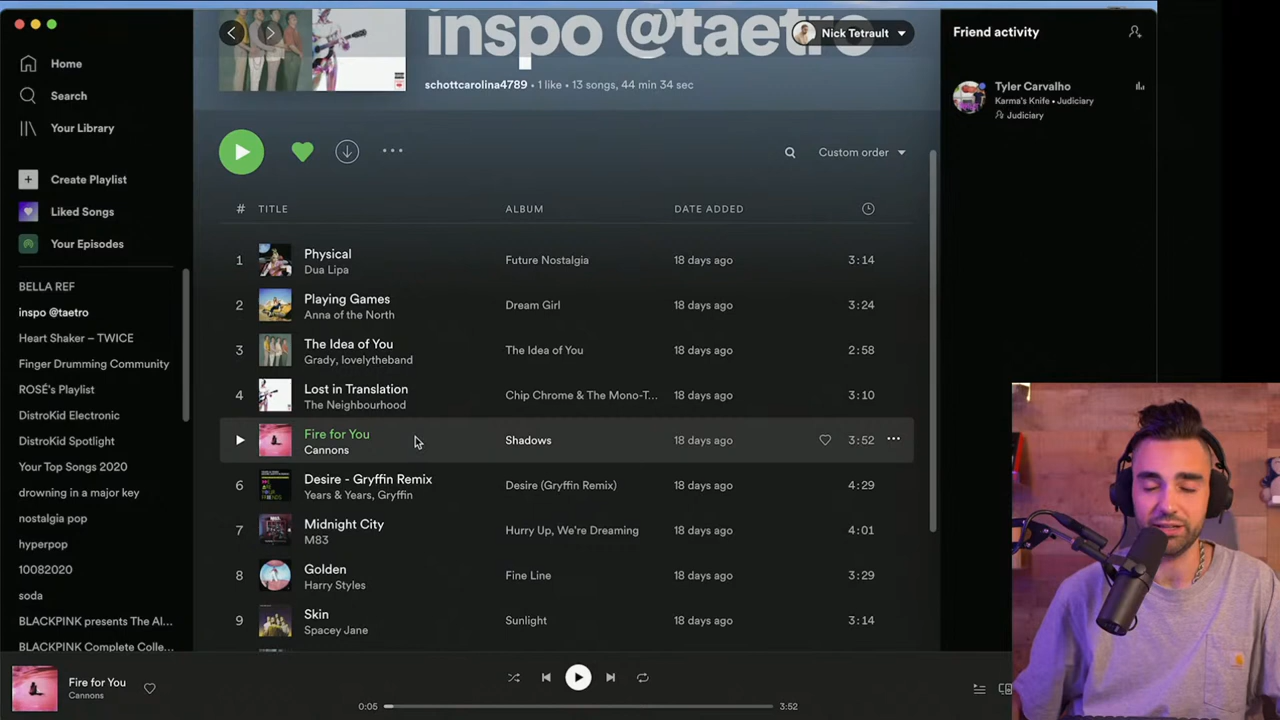 inspo @taetro
Nick Tetrault
Friend activity
schottcarolina4789 • 1 like • 13 songs, 44 min 34 sec
Home
Search
Your Library
Create Playlist
Liked Songs
Your Episodes
BELLA REF
inspo @taetro
Heart Shaker – TWICE
Finger Drumming Community
ROSÉ's Playlist
DistroKid Electronic
DistroKid Spotlight
Your Top Songs 2020
drowning in a major key
nostalgia pop
hyperpop
10082020
soda
BLACKPINK presents The Al...
BLACKPINK Complete Colle...
Custom order
# TITLE ALBUM DATE ADDED
1 Physical Future Nostalgia 18 days ago 3:14
Dua Lipa
2 Playing Games Dream Girl 18 days ago 3:24
Anna of the North
3 The Idea of You The Idea of You 18 days ago 2:58
Grady, lovelytheband
4 Lost in Translation Chip Chrome & The Mono-T... 18 days ago 3:10
The Neighbourhood
Fire for You Shadows 18 days ago 3:52
Cannons
6 Desire - Gryffin Remix Desire (Gryffin Remix) 18 days ago 4:29
Years & Years, Gryffin
7 Midnight City Hurry Up, We're Dreaming 18 days ago 4:01
M83
8 Golden Fine Line 18 days ago 3:29
Harry Styles
9 Skin Sunlight 18 days ago 3:14
Spacey Jane
Tyler Carvalho
Karma's Knife • Judiciary
Judiciary
Fire for You
Cannons
0:05 3:52